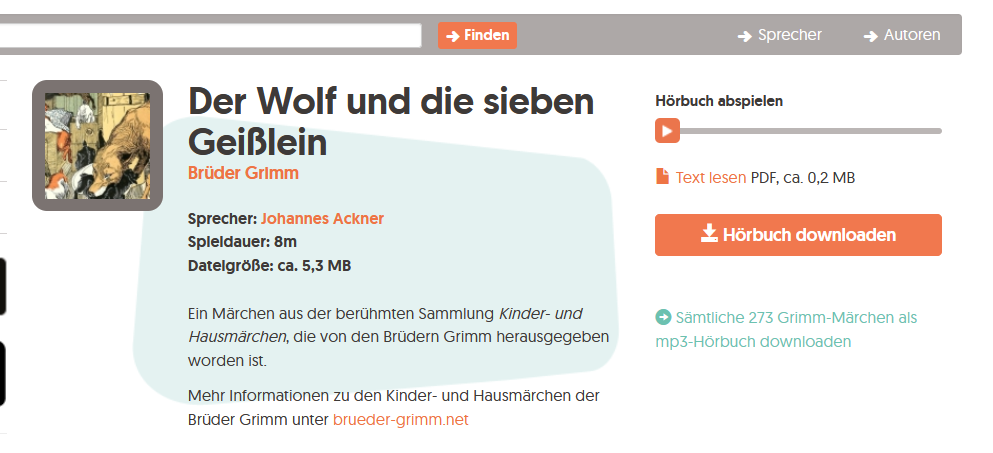 Finden
Sprecher
Autoren
Der Wolf und die sieben
Geißlein
Brüder Grimm
Sprecher: Johannes Ackner
Spieldauer: 8m
Dateigröße: ca. 5,3 MB
Ein Märchen aus der berühmten Sammlung Kinder- und
Hausmärchen, die von den Brüdern Grimm herausgegeben
worden ist.
Mehr Informationen zu den Kinder- und Hausmärchen der
Brüder Grimm unter brueder-grimm.net
Hörbuch abspielen
Text lesen PDF, ca. 0,2 MB
Hörbuch downloaden
Sämtliche 273 Grimm-Märchen als
mp3-Hörbuch downloaden